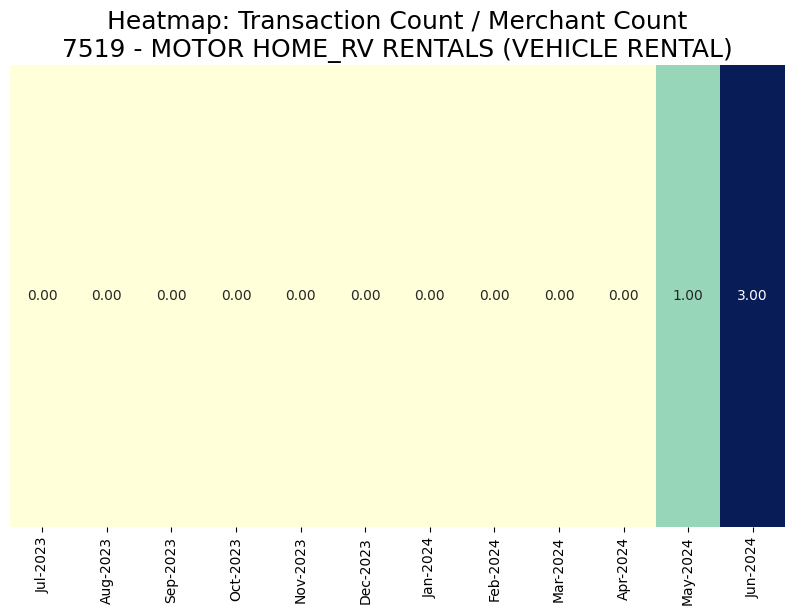 Heatmap: Transaction Count / Merchant Count
7519 - MOTOR HOME_RV RENTALS (VEHICLE RENTAL)
0.00 0.00 0.00 0.00 0.00 0.00 0.00 0.00 0.00 0.00 1.00 3.00
Jul-2023 Aug-2023 Sep-2023 Oct-2023 Nov-2023 Dec-2023 Jan-2024 Feb-2024 Mar-2024 Apr-2024 May-2024 Jun-2024